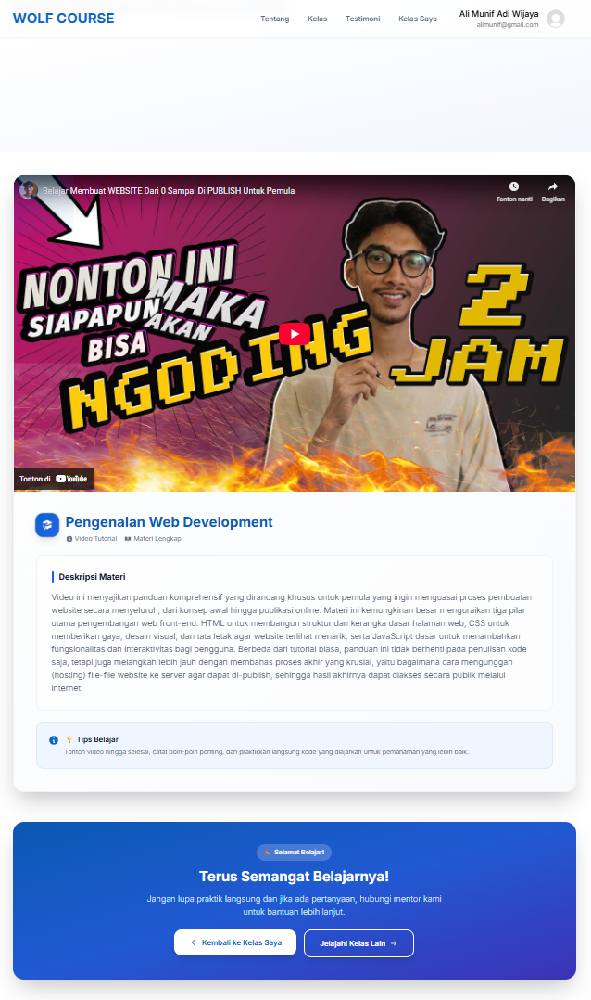 WOLF COURSE
Tentang
Kelas
Testimoni
Kelas Saya
Ali Munif Adi Wijaya
alimunif@gmail.com
Belajar Membuat WEBSITE Dari 0 Sampai Di PUBLISH Untuk Pemula
Tonton nanti
Bagikan
NONTON INI
SIAPAPUN MAKA
BISA AKAN
NGODING
2
JAM
Tonton di YouTube
Pengenalan Web Development
Video Tutorial
Materi Lengkap
Deskripsi Materi
Video ini menyajikan panduan komprehensif yang dirancang khusus untuk pemula yang ingin menguasai proses pembuatan
website secara menyeluruh, dari konsep awal hingga publikasi online. Materi ini kemungkinan besar menguraikan tiga pilar
utama pengembangan web front-end: HTML untuk membangun struktur dan kerangka dasar halaman web, CSS untuk
memberikan gaya, desain visual, dan tata letak agar website terlihat menarik, serta JavaScript dasar untuk menambahkan
fungsionalitas dan interaktivitas bagi pengguna. Berbeda dari tutorial biasa, panduan ini tidak berhenti pada penulisan kode
saja, tetapi juga melangkah lebih jauh dengan membahas proses akhir yang krusial, yaitu bagaimana cara mengunggah
(hosting) file-file website ke server agar dapat di-publish, sehingga hasil akhirnya dapat diakses secara publik melalui
internet.
Tips Belajar
Tonton video hingga selesai, catat poin-poin penting, dan praktikkan langsung kode yang diajarkan untuk pemahaman yang lebih baik.
Selamat Belajar!
Terus Semangat Belajarnya!
Jangan lupa praktik langsung dan jika ada pertanyaan, hubungi mentor kami
untuk bantuan lebih lanjut.
Kembali ke Kelas Saya
Jelajahi Kelas Lain →